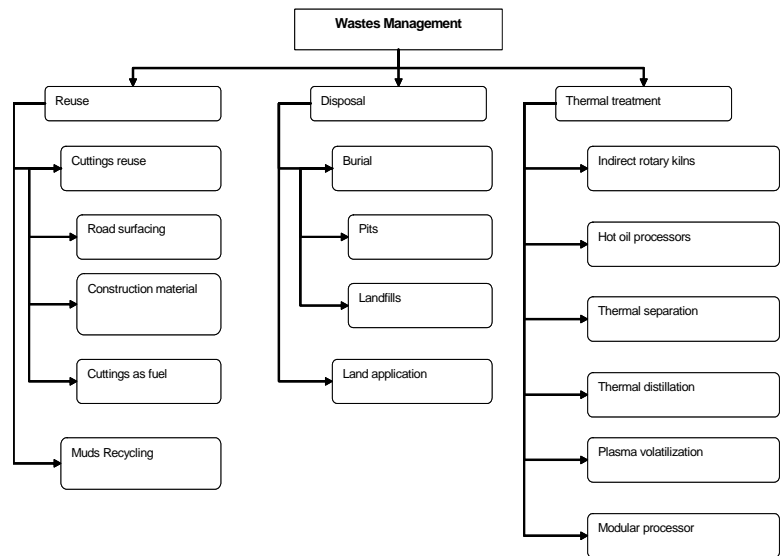 Wastes Management
Reuse
Cuttings reuse
Road surfacing
Construction material
Cuttings as fuel
Muds Recycling
Disposal
Burial
Pits
Landfills
Land application
Thermal treatment
Indirect rotary kilns
Hot oil processors
Thermal separation
Thermal distillation
Plasma volatilization
Modular processor